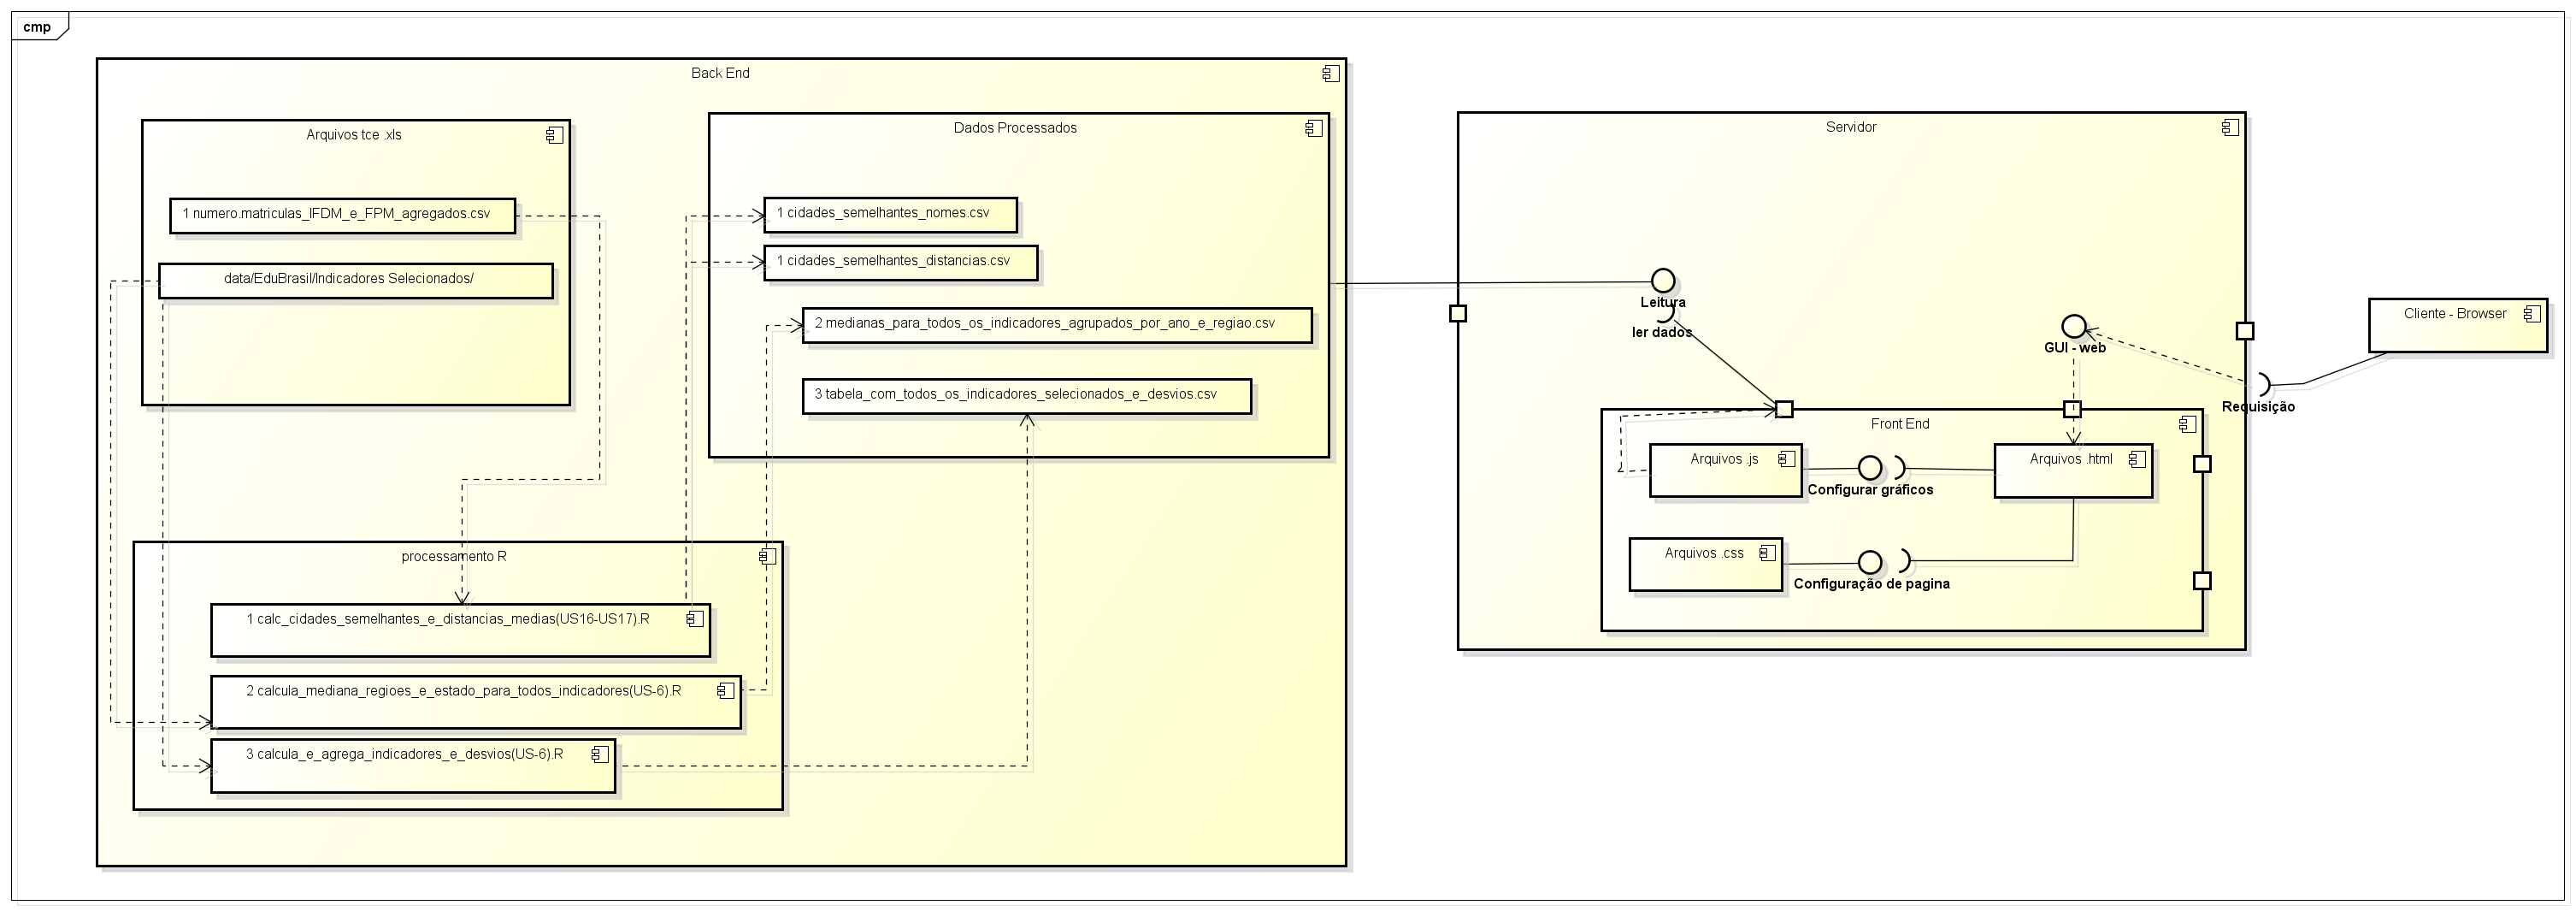 cmp
Back End
Arquivos tce .xls
1 numero.matriculas_IFDM_e_FPM_agregados.csv
data/EduBrasil/Indicadores Selecionados/
Dados Processados
1 cidades_semelhantes_nomes.csv
1 cidades_semelhantes_distancias.csv
2 medianas_para_todos_os_indicadores_agrupados_por_ano_e_regiao.csv
3 tabela_com_todos_os_indicadores_selecionados_e_desvios.csv
processamento R
1 calc_cidades_semelhantes_e_distancias_medias(US16-US17).R
2 calcula_mediana_regioes_e_estado_para_todos_indicadores(US-6).R
3 calcula_e_agrega_indicadores_e_desvios(US-6).R
Servidor
Leitura
ler dados
GUI - web
Front End
Arquivos .js
Configurar gráficos
Arquivos .html
Arquivos .css
Configuração de pagina
Cliente - Browser
Requisição